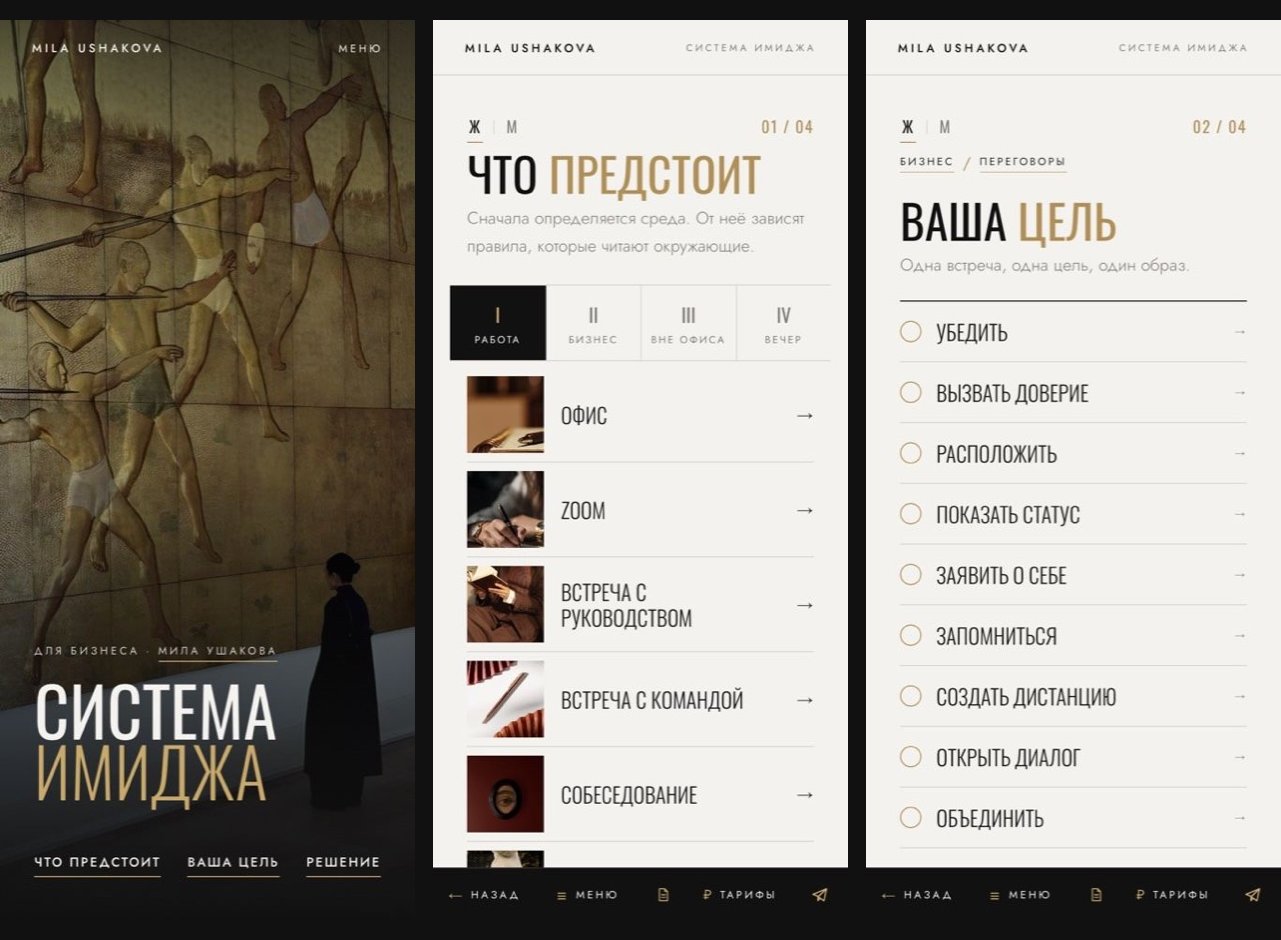 MILA USHAKOVA
МЕНЮ
ДЛЯ БИЗНЕСА · МИЛА УШАКОВА
СИСТЕМА
ИМИДЖА
ЧТО ПРЕДСТОИТ
ВАША ЦЕЛЬ
РЕШЕНИЕ
MILA USHAKOVA
СИСТЕМА ИМИДЖА
Ж | М
01 / 04
ЧТО ПРЕДСТОИТ
Сначала определяется среда. От неё зависят
правила, которые читают окружающие.
I
РАБОТА
II
БИЗНЕС
III
ВНЕ ОФИСА
IV
ВЕЧЕР
ОФИС →
ZOOM →
ВСТРЕЧА С
РУКОВОДСТВОМ →
ВСТРЕЧА С КОМАНДОЙ →
СОБЕСЕДОВАНИЕ →
← НАЗАД
≡ МЕНЮ
₽ ТАРИФЫ
MILA USHAKOVA
СИСТЕМА ИМИДЖА
Ж | М
02 / 04
БИЗНЕС / ПЕРЕГОВОРЫ
ВАША ЦЕЛЬ
Одна встреча, одна цель, один образ.
УБЕДИТЬ →
ВЫЗВАТЬ ДОВЕРИЕ →
РАСПОЛОЖИТЬ →
ПОКАЗАТЬ СТАТУС →
ЗАЯВИТЬ О СЕБЕ →
ЗАПОМНИТЬСЯ →
СОЗДАТЬ ДИСТАНЦИЮ →
ОТКРЫТЬ ДИАЛОГ →
ОБЪЕДИНИТЬ →
← НАЗАД
≡ МЕНЮ
₽ ТАРИФЫ